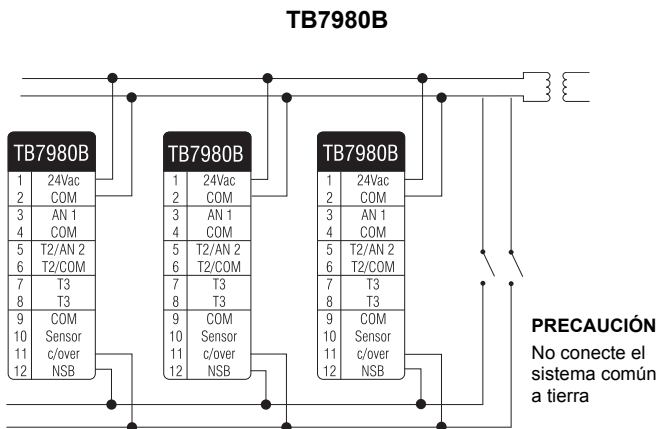 TB7980B
TB7980B
1 24Vac
2 COM
3 AN 1
4 COM
5 T2/AN 2
6 T2/COM
7 T3
8 T3
9 COM
10 Sensor
11 c/over
12 NSB
TB7980B
1 24Vac
2 COM
3 AN 1
4 COM
5 T2/AN 2
6 T2/COM
7 T3
8 T3
9 COM
10 Sensor
11 c/over
12 NSB
TB7980B
1 24Vac
2 COM
3 AN 1
4 COM
5 T2/AN 2
6 T2/COM
7 T3
8 T3
9 COM
10 Sensor
11 c/over
12 NSB
PRECAUCIÓN
No conecte el
sistema común
a tierra